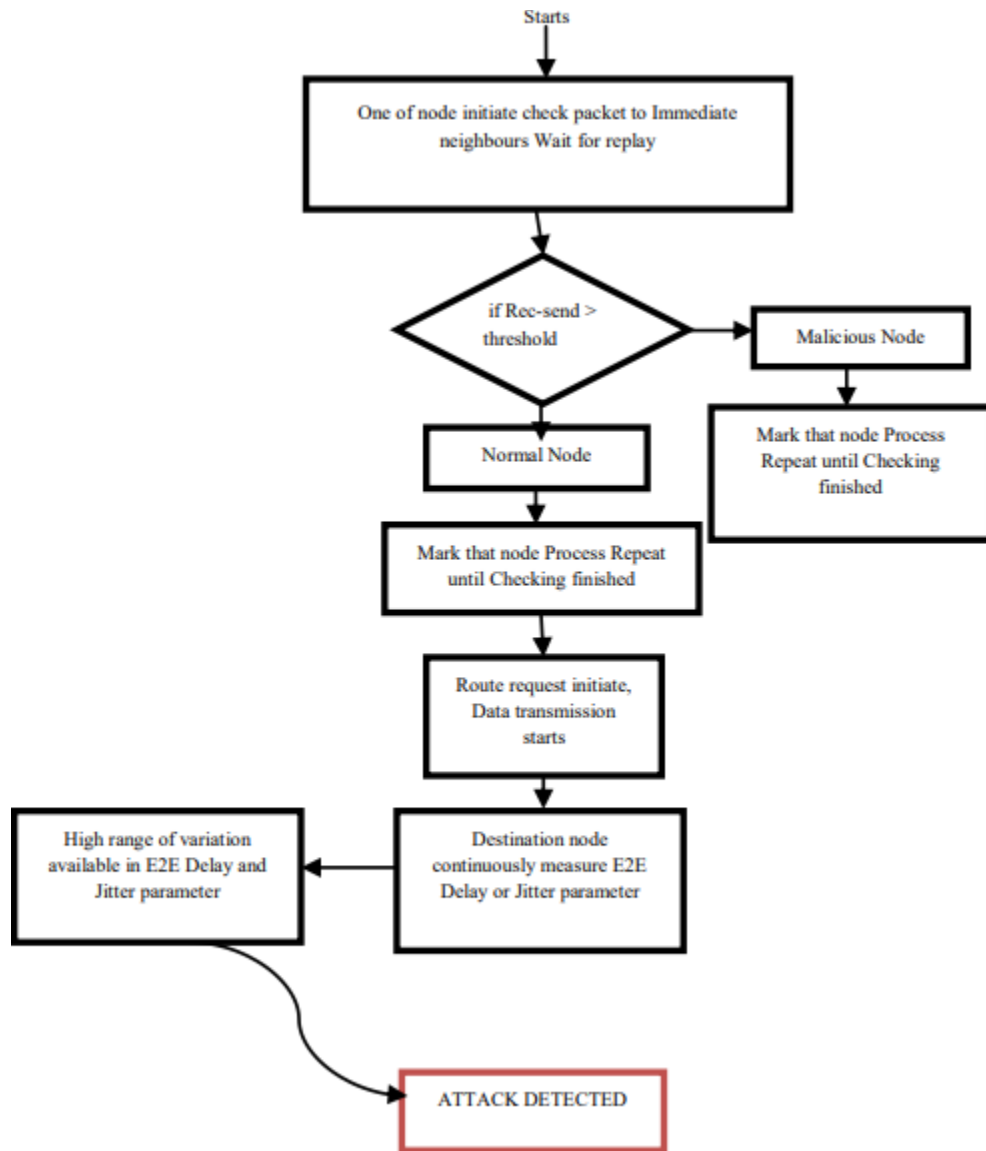 Starts
One of node initiate check packet to Immediate
neighbours Wait for replay
if Rec-send >
threshold
Malicious Node
Mark that node Process
Repeat until Checking
finished
Normal Node
Mark that node Process Repeat
until Checking finished
Route request initiate,
Data transmission
starts
High range of variation
available in E2E Delay and
Jitter parameter
Destination node
continuously measure E2E
Delay or Jitter parameter
ATTACK DETECTED